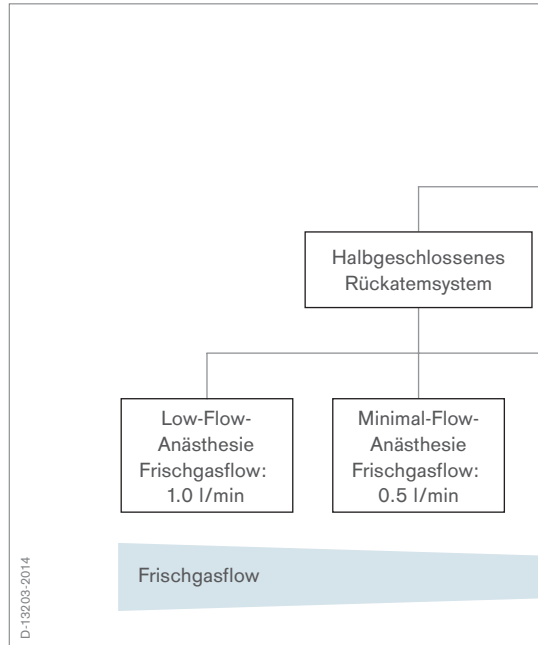 Halbgeschlossenes
Rückatemsystem
Low-Flow-
Anästhesie
Frischgasflow:
1.0 l/min
Minimal-Flow-
Anästhesie
Frischgasflow:
0.5 l/min
Frischgasflow
D-13203-2014